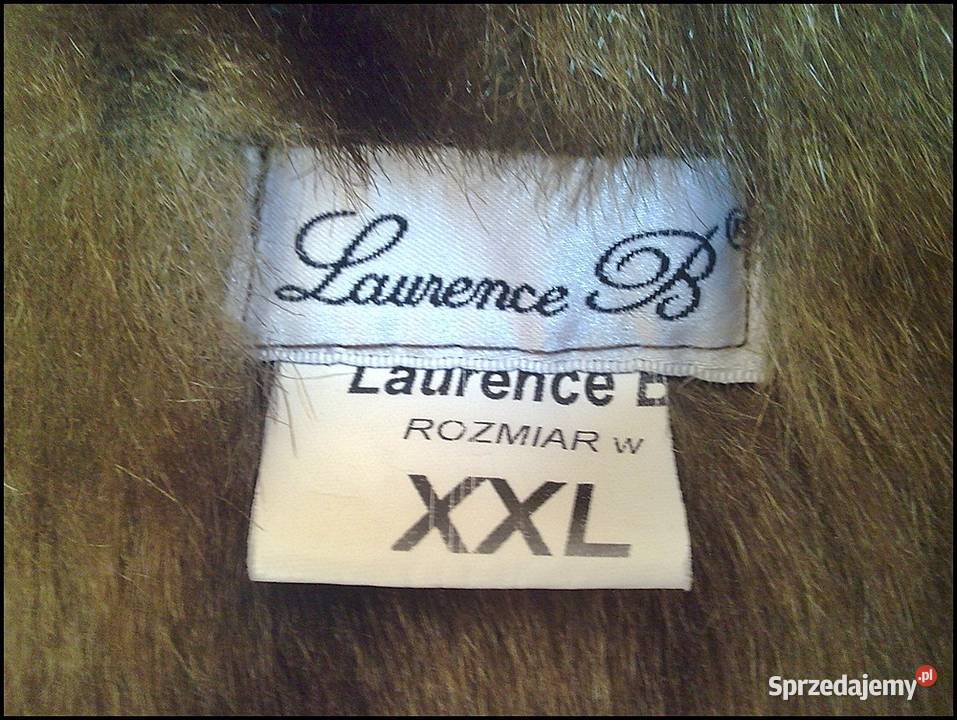 Laurence B®
Laurence B
ROZMIAR W
XXL
Sprzedajemy.pl